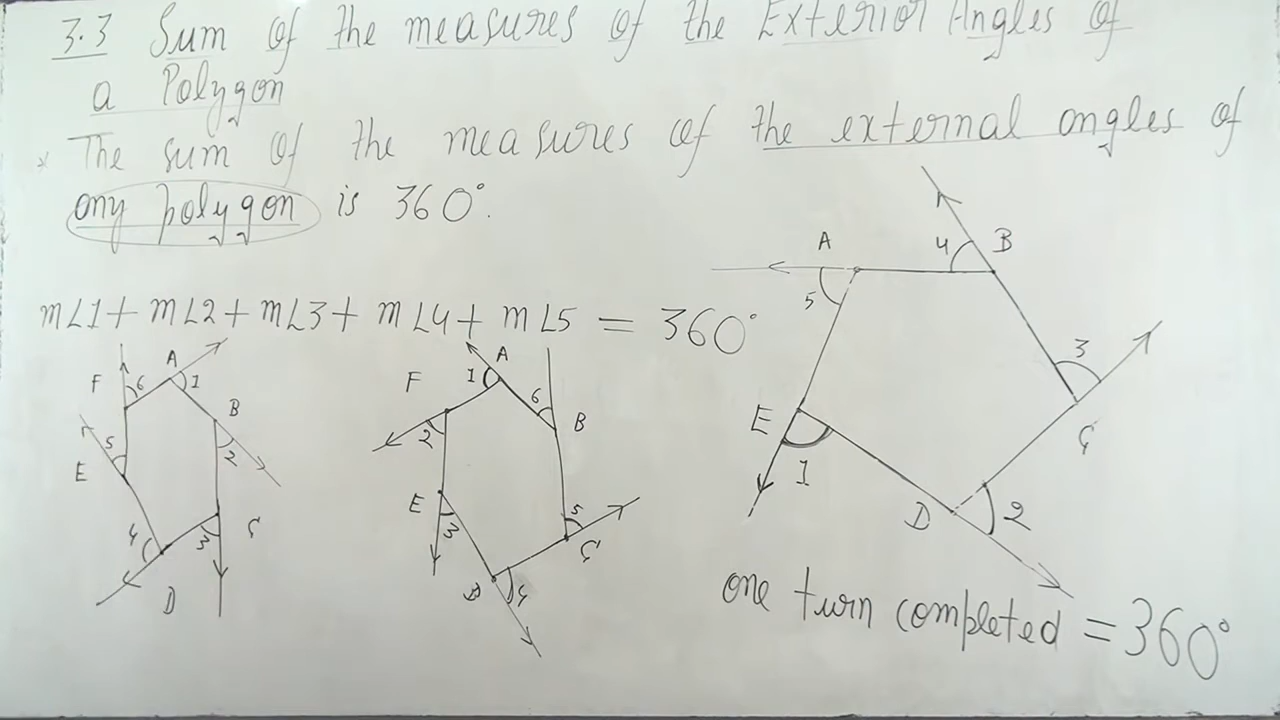 3.3 Sum of the measures of the Exterior Angles of
a Polygon
* The sum of the measures of the external angles of
any polygon is 360°.
m∠1+ m∠2+ m∠3+ m∠4+ m∠5 = 360°
A
F 6 1
B
5 2
E
4 3 C
D
A
F 1
6 B
2
E
3 5
C
D 4
A 4 B
5
3
E C
1
D 2
one turn completed = 360°